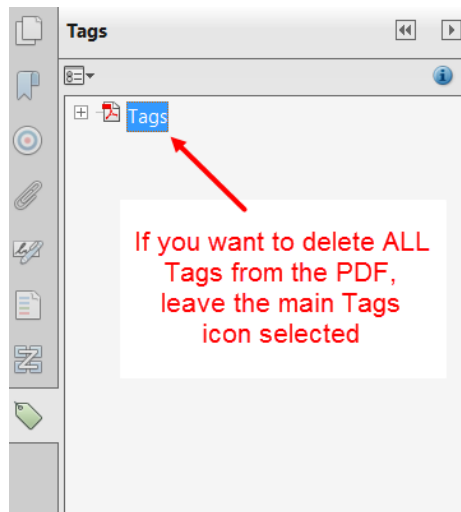 Tags
Tags
If you want to delete ALL
Tags from the PDF,
leave the main Tags
icon selected